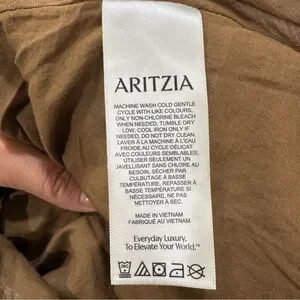 ARITZIA
MACHINE WASH COLD GENTLE
CYCLE WITH LIKE COLOURS,
ONLY NON-CHLORINE BLEACH
WHEN NEEDED, TUMBLE DRY
LOW, COOL IRON ONLY IF
NEEDED, DO NOT DRY CLEAN.
LAVER À LA MACHINE À L'EAU
FROIDE AU CYCLE DÉLICAT
AVEC COULEURS SEMBLABLES,
UTILISER SEULEMENT UN
JAVELLISANT SANS CHLORE AU
BESOIN, SÉCHER PAR
CULBUTAGE À BASSE
TEMPÉRATURE, REPASSER À
BASSE TEMPÉRATURE SI
NÉCESSAIRE, NE PAS
NETTOYER À SEC.
MADE IN VIETNAM
FABRIQUÉ AU VIETNAM
Everyday Luxury.
To Elevate Your World.™